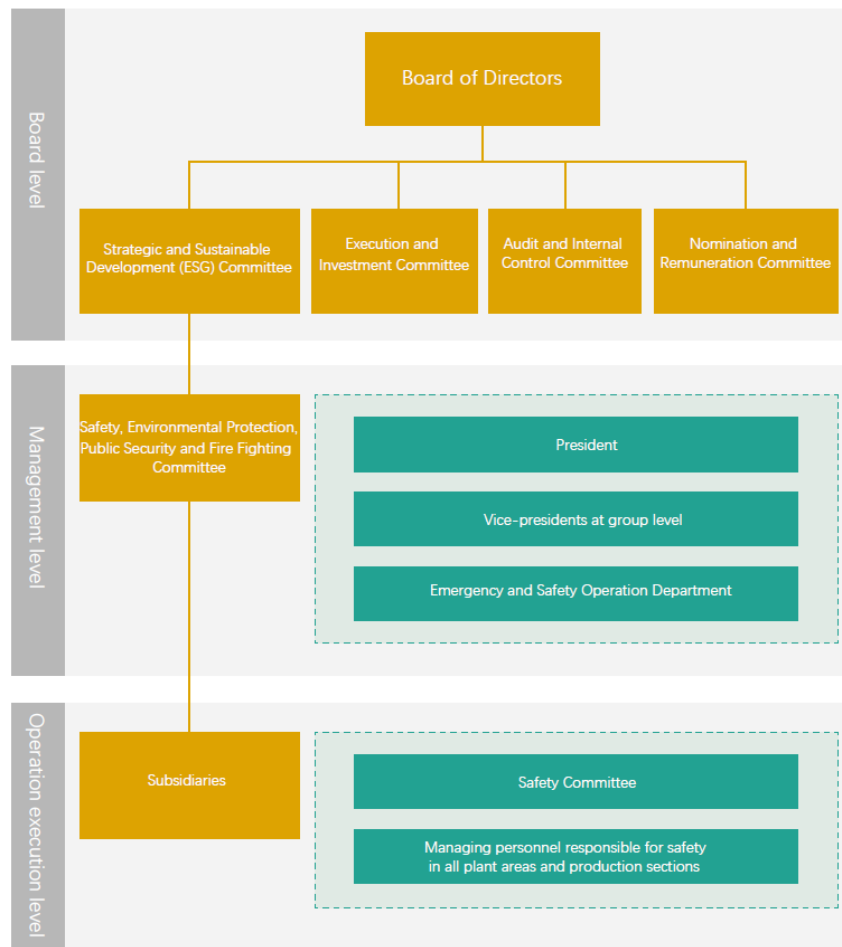 Board level
Board of Directors
Strategic and Sustainable
Development (ESG) Committee
Execution and
Investment Committee
Audit and Internal
Control Committee
Nomination and
Remuneration Committee
Management level
Safety, Environmental Protection,
Public Security and Fire Fighting
Committee
President
Vice-presidents at group level
Emergency and Safety Operation Department
Operation execution level
Subsidiaries
Safety Committee
Managing personnel responsible for safety
in all plant areas and production sections